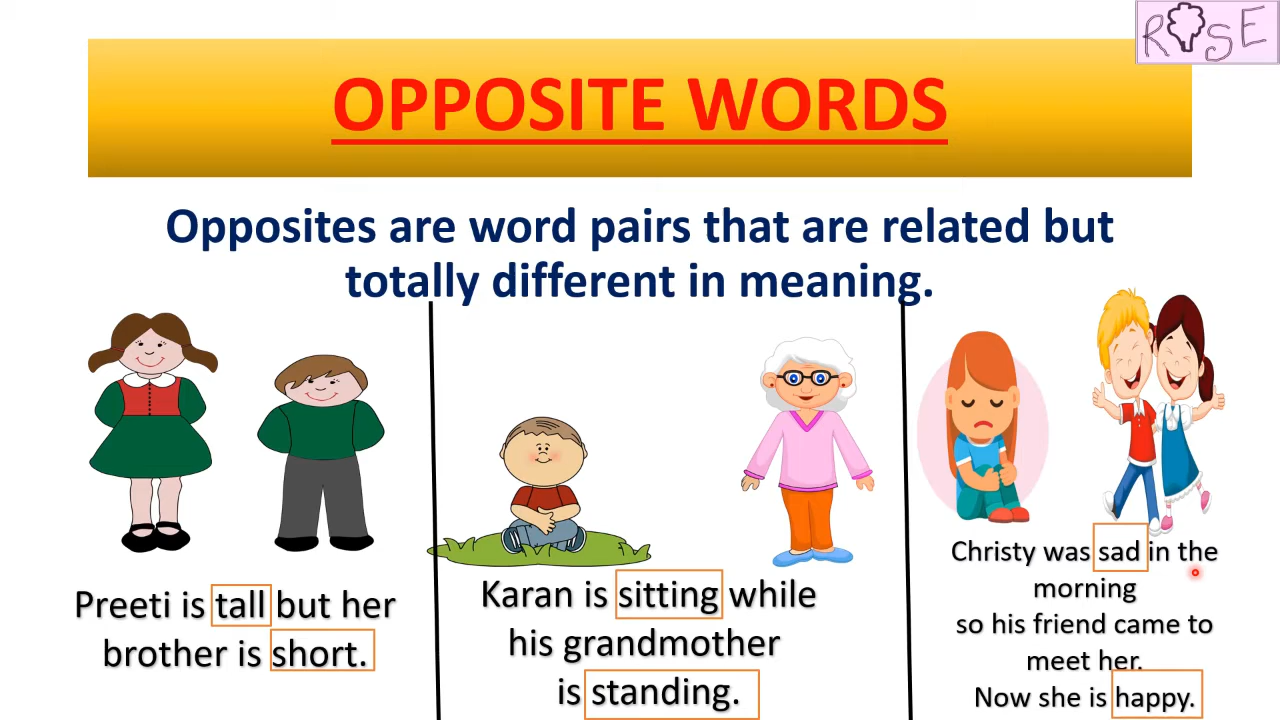 R SE
OPPOSITE WORDS
Opposites are word pairs that are related but
totally different in meaning.
Preeti is tall but her
brother is short.
Karan is sitting while
his grandmother
is standing.
Christy was sad in the
morning
so his friend came to
meet her.
Now she is happy.